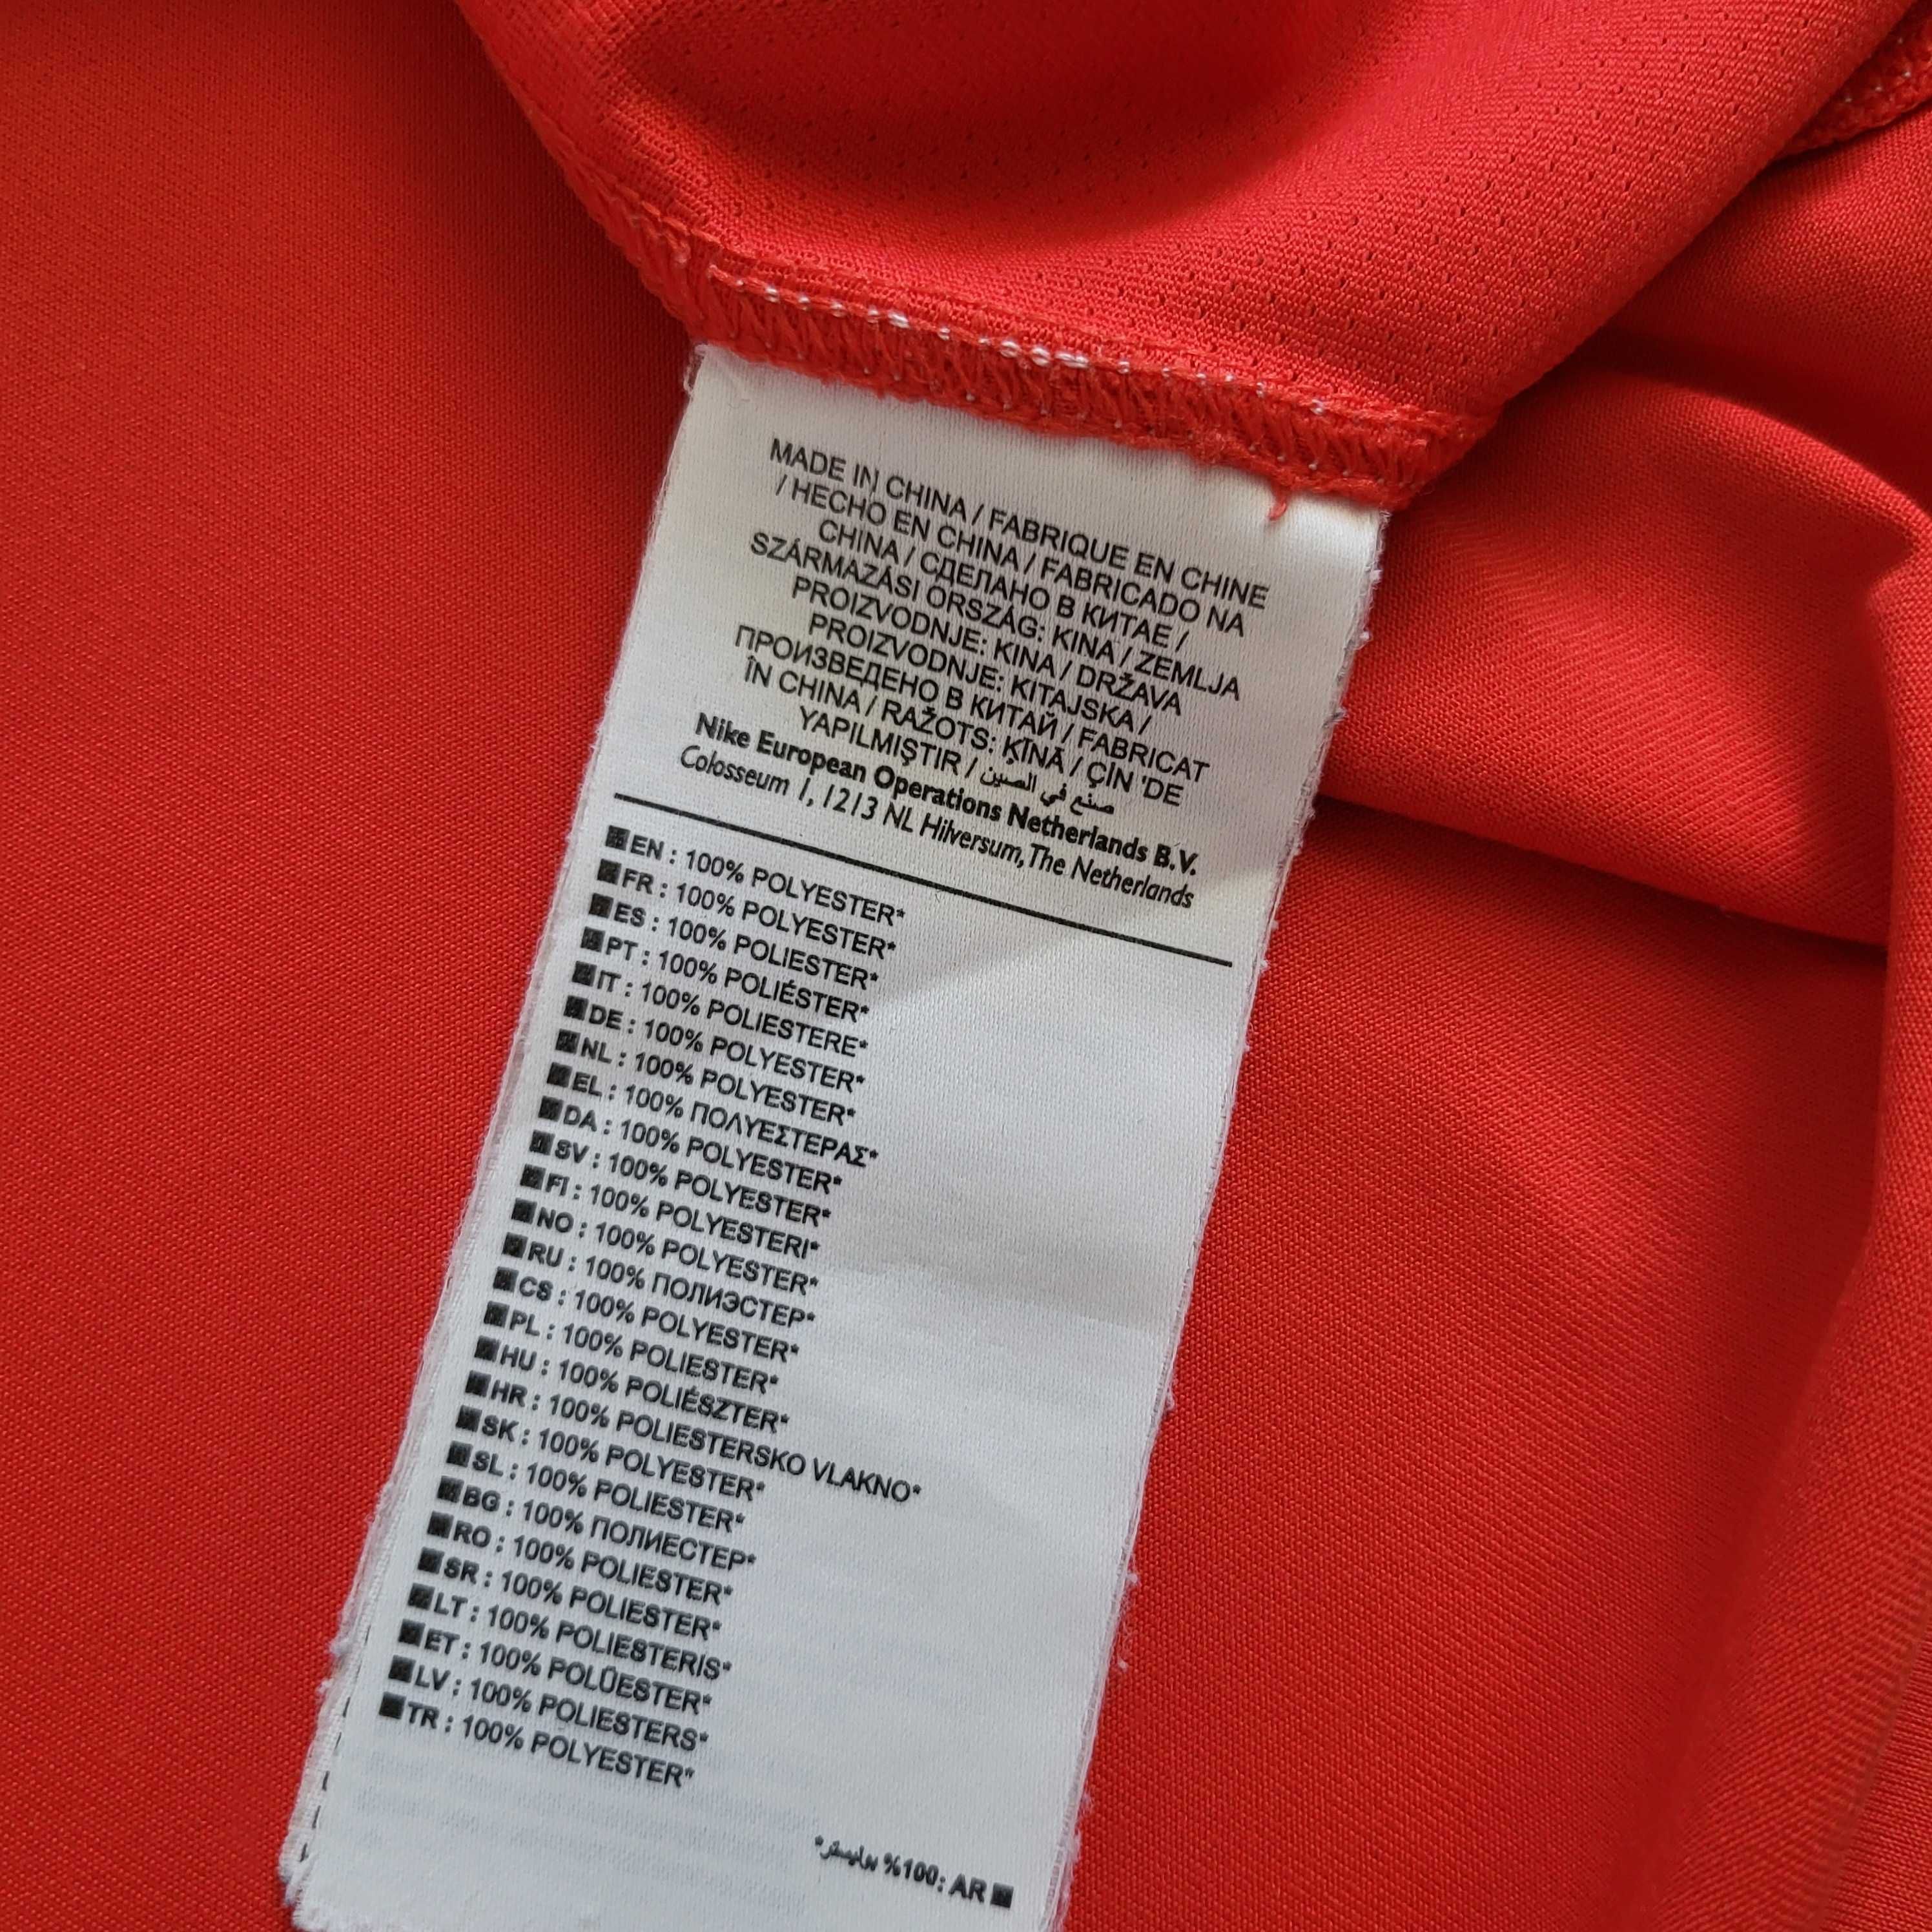 MADE IN CHINA / FABRIQUE EN CHINE
/ HECHO EN CHINA / FABRICADO NA
CHINA / СДЕЛАНО В КИТАЕ /
SZÁRMAZÁSI ORSZÁG: KINA / ZEMLJA
PROIZVODNJE: KINA / DRŽAVA
PROIZVODNJE: KITAJSKA /
ПРОИЗВЕДЕНО В КИТАЙ / FABRICAT
ÎN CHINA / RAŽOTS: ĶĪNĀ / ÇİN 'DE
YAPILMIŞTIR / صنع في الصين
Nike European Operations Netherlands B.V.
Colosseum 1, 1213 NL Hilversum, The Netherlands
EN : 100% POLYESTER*
FR : 100% POLYESTER*
ES : 100% POLIESTER*
PT : 100% POLIÉSTER*
IT : 100% POLIESTERE*
DE : 100% POLYESTER*
NL : 100% POLYESTER*
EL : 100% ΠΟΛΥΕΣΤΕΡΑΣ*
DA : 100% POLYESTER*
SV : 100% POLYESTER*
FI : 100% POLYESTERI*
NO : 100% POLYESTER*
RU : 100% ПОЛИЭСТЕР*
CS : 100% POLYESTER*
PL : 100% POLIESTER*
HU : 100% POLIÉSZTER*
HR : 100% POLIESTERSKO VLAKNO*
SK : 100% POLYESTER*
SL : 100% POLIESTER*
BG : 100% ПОЛИЕСТЕР*
RO : 100% POLIESTER*
SR : 100% POLIESTER*
LT : 100% POLIESTERIS*
ET : 100% POLÜESTER*
LV : 100% POLIESTERS*
TR : 100% POLYESTER*
AR :100% بوليستر*